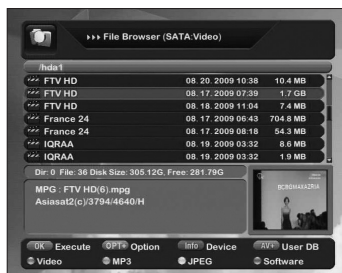 ▸▸▸ File Browser (SATA:Video)
/hda1
FTV HD 08. 20. 2009 10:38 10.4 MB
FTV HD 08. 17. 2009 07:39 1.7 GB
FTV HD 08. 18. 2009 11:04 7.4 MB
France 24 08. 17. 2009 06:43 704.8 MB
France 24 08. 17. 2009 08:18 54.3 MB
IQRAA 08. 19. 2009 03:32 8.6 MB
IQRAA 08. 19. 2009 03:32 1.9 MB
Dir: 0 File: 36 Disk Size: 305.12G, Free: 281.79G
MPG : FTV HD(6).mpg
Asiasat2(c)/3794/4640/H
BCBGMAXAZRIA
OK Execute OPT+ Option Info Device AV+ User DB
Video MP3 JPEG Software